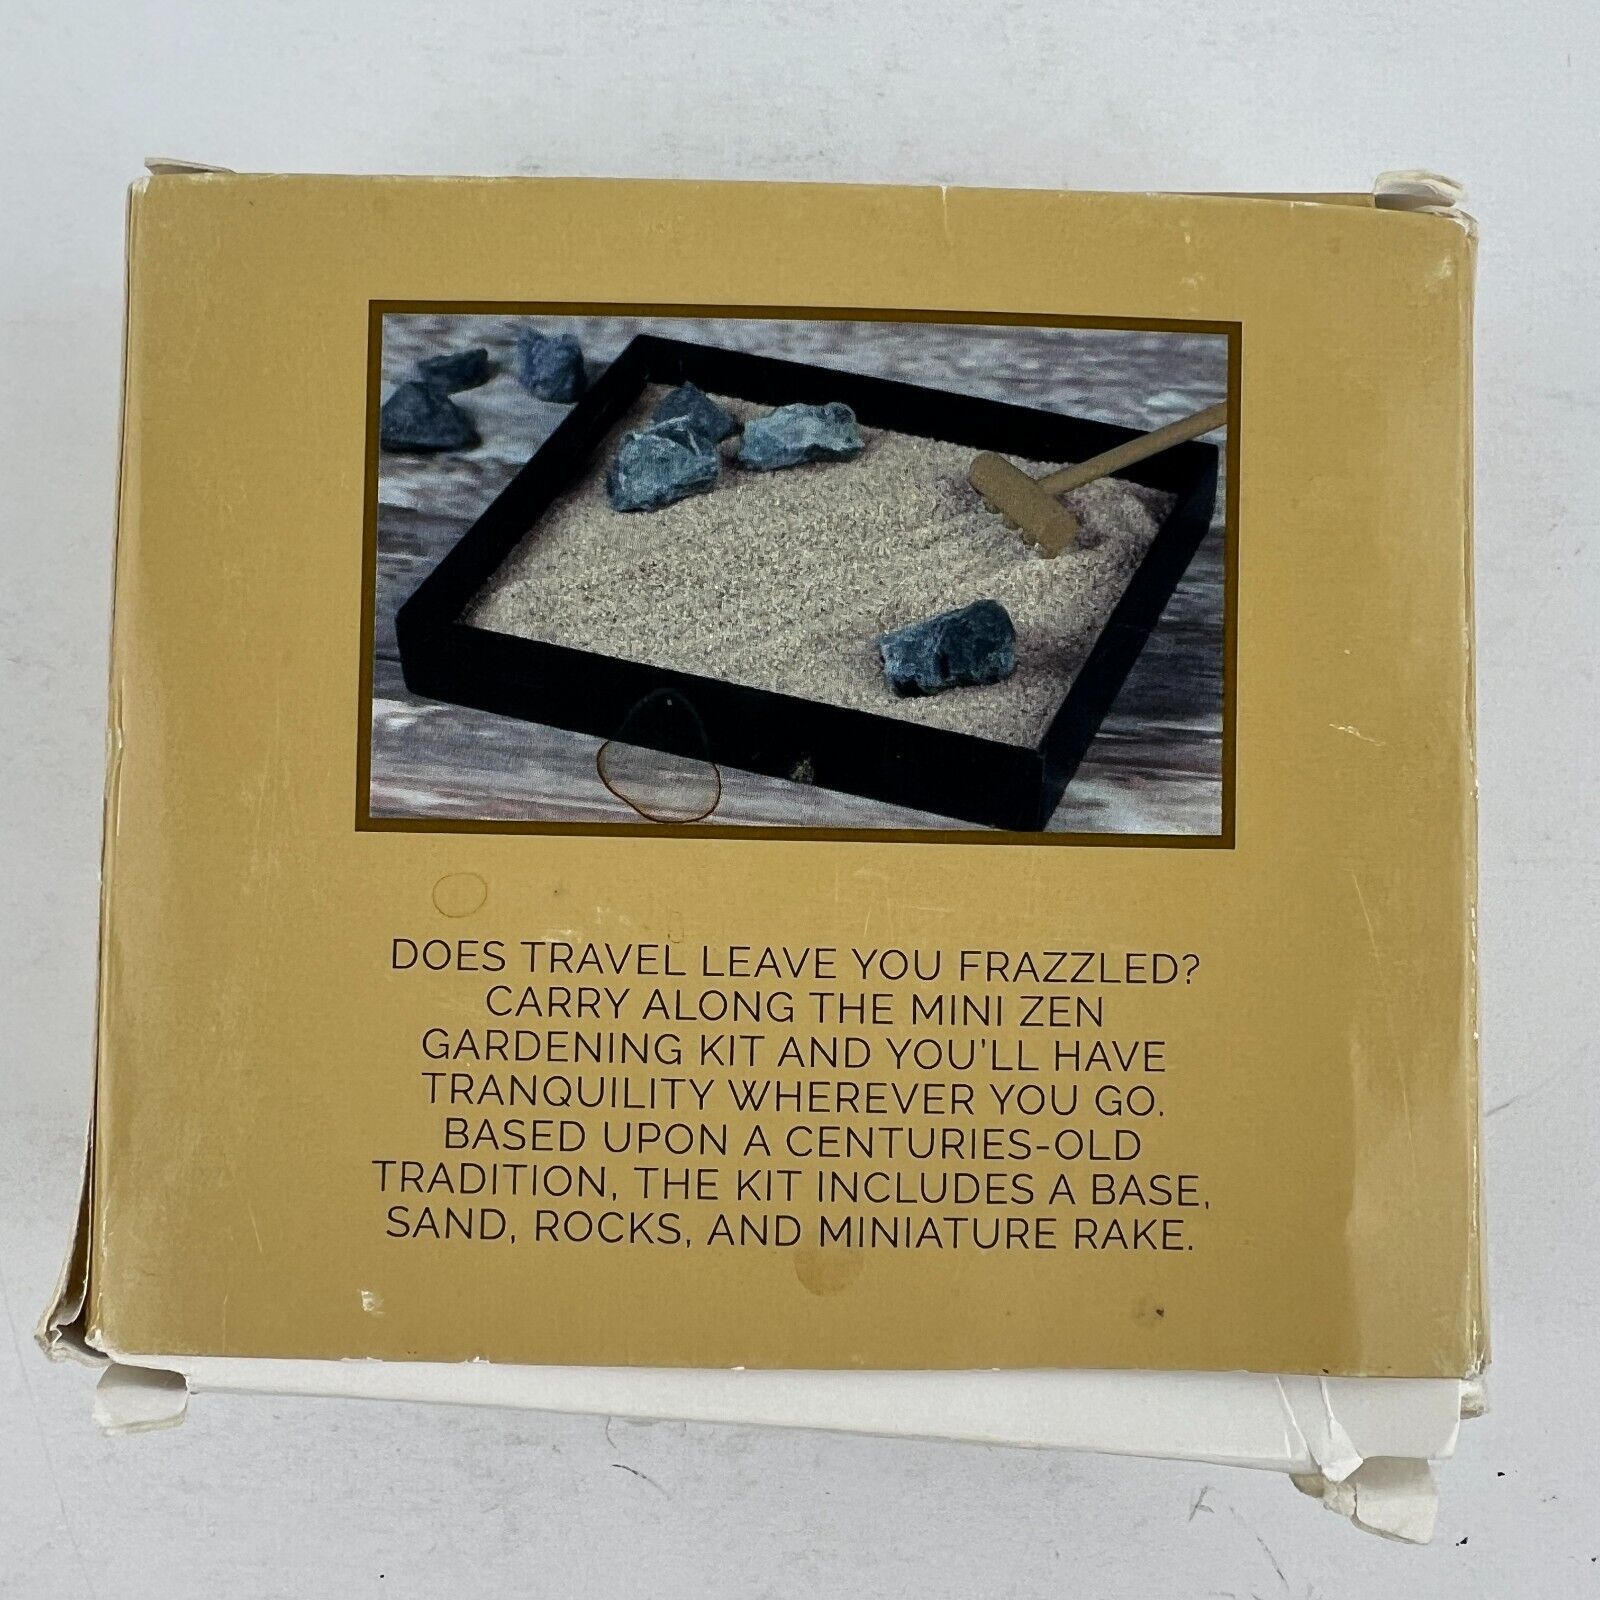 DOES TRAVEL LEAVE YOU FRAZZLED?
CARRY ALONG THE MINI ZEN
GARDENING KIT AND YOU'LL HAVE
TRANQUILITY WHEREVER YOU GO.
BASED UPON A CENTURIES-OLD
TRADITION, THE KIT INCLUDES A BASE,
SAND, ROCKS, AND MINIATURE RAKE.